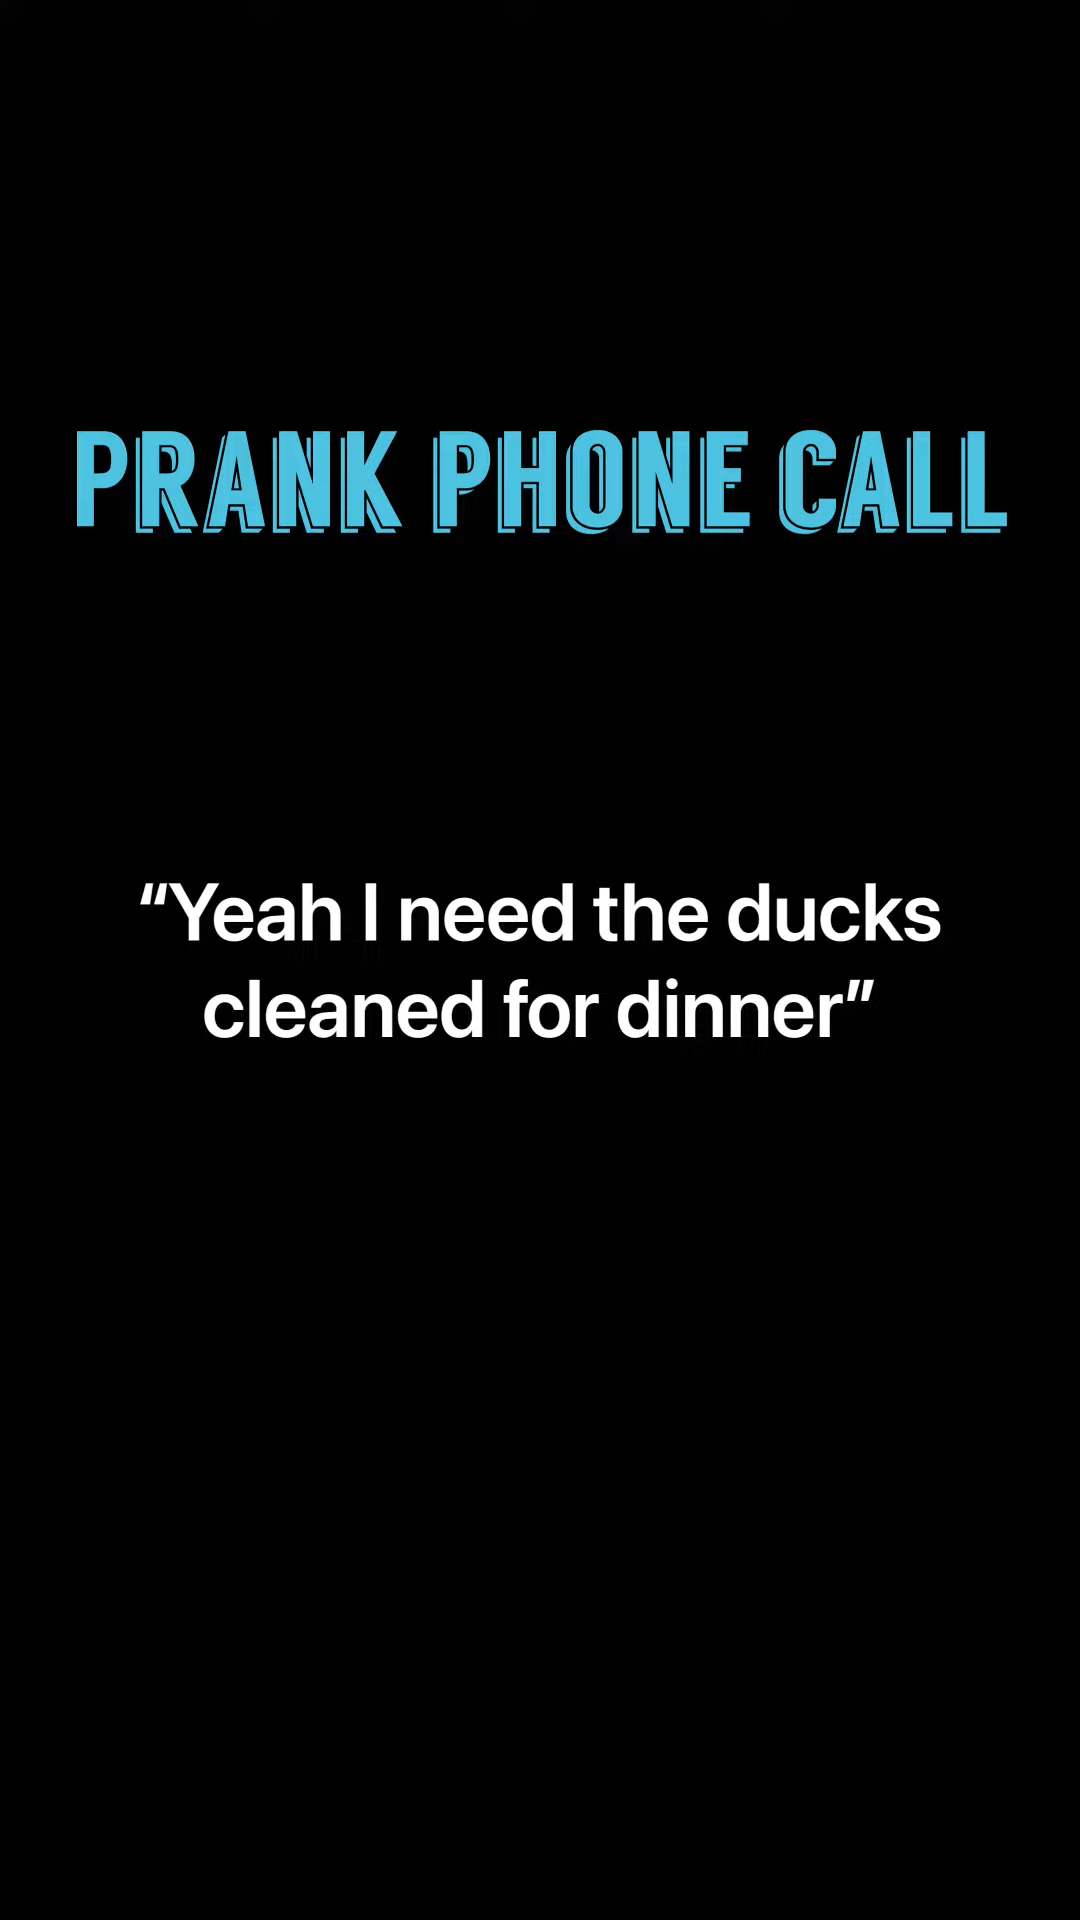 PRANK PHONE CALL
“Yeah I need the ducks
cleaned for dinner”